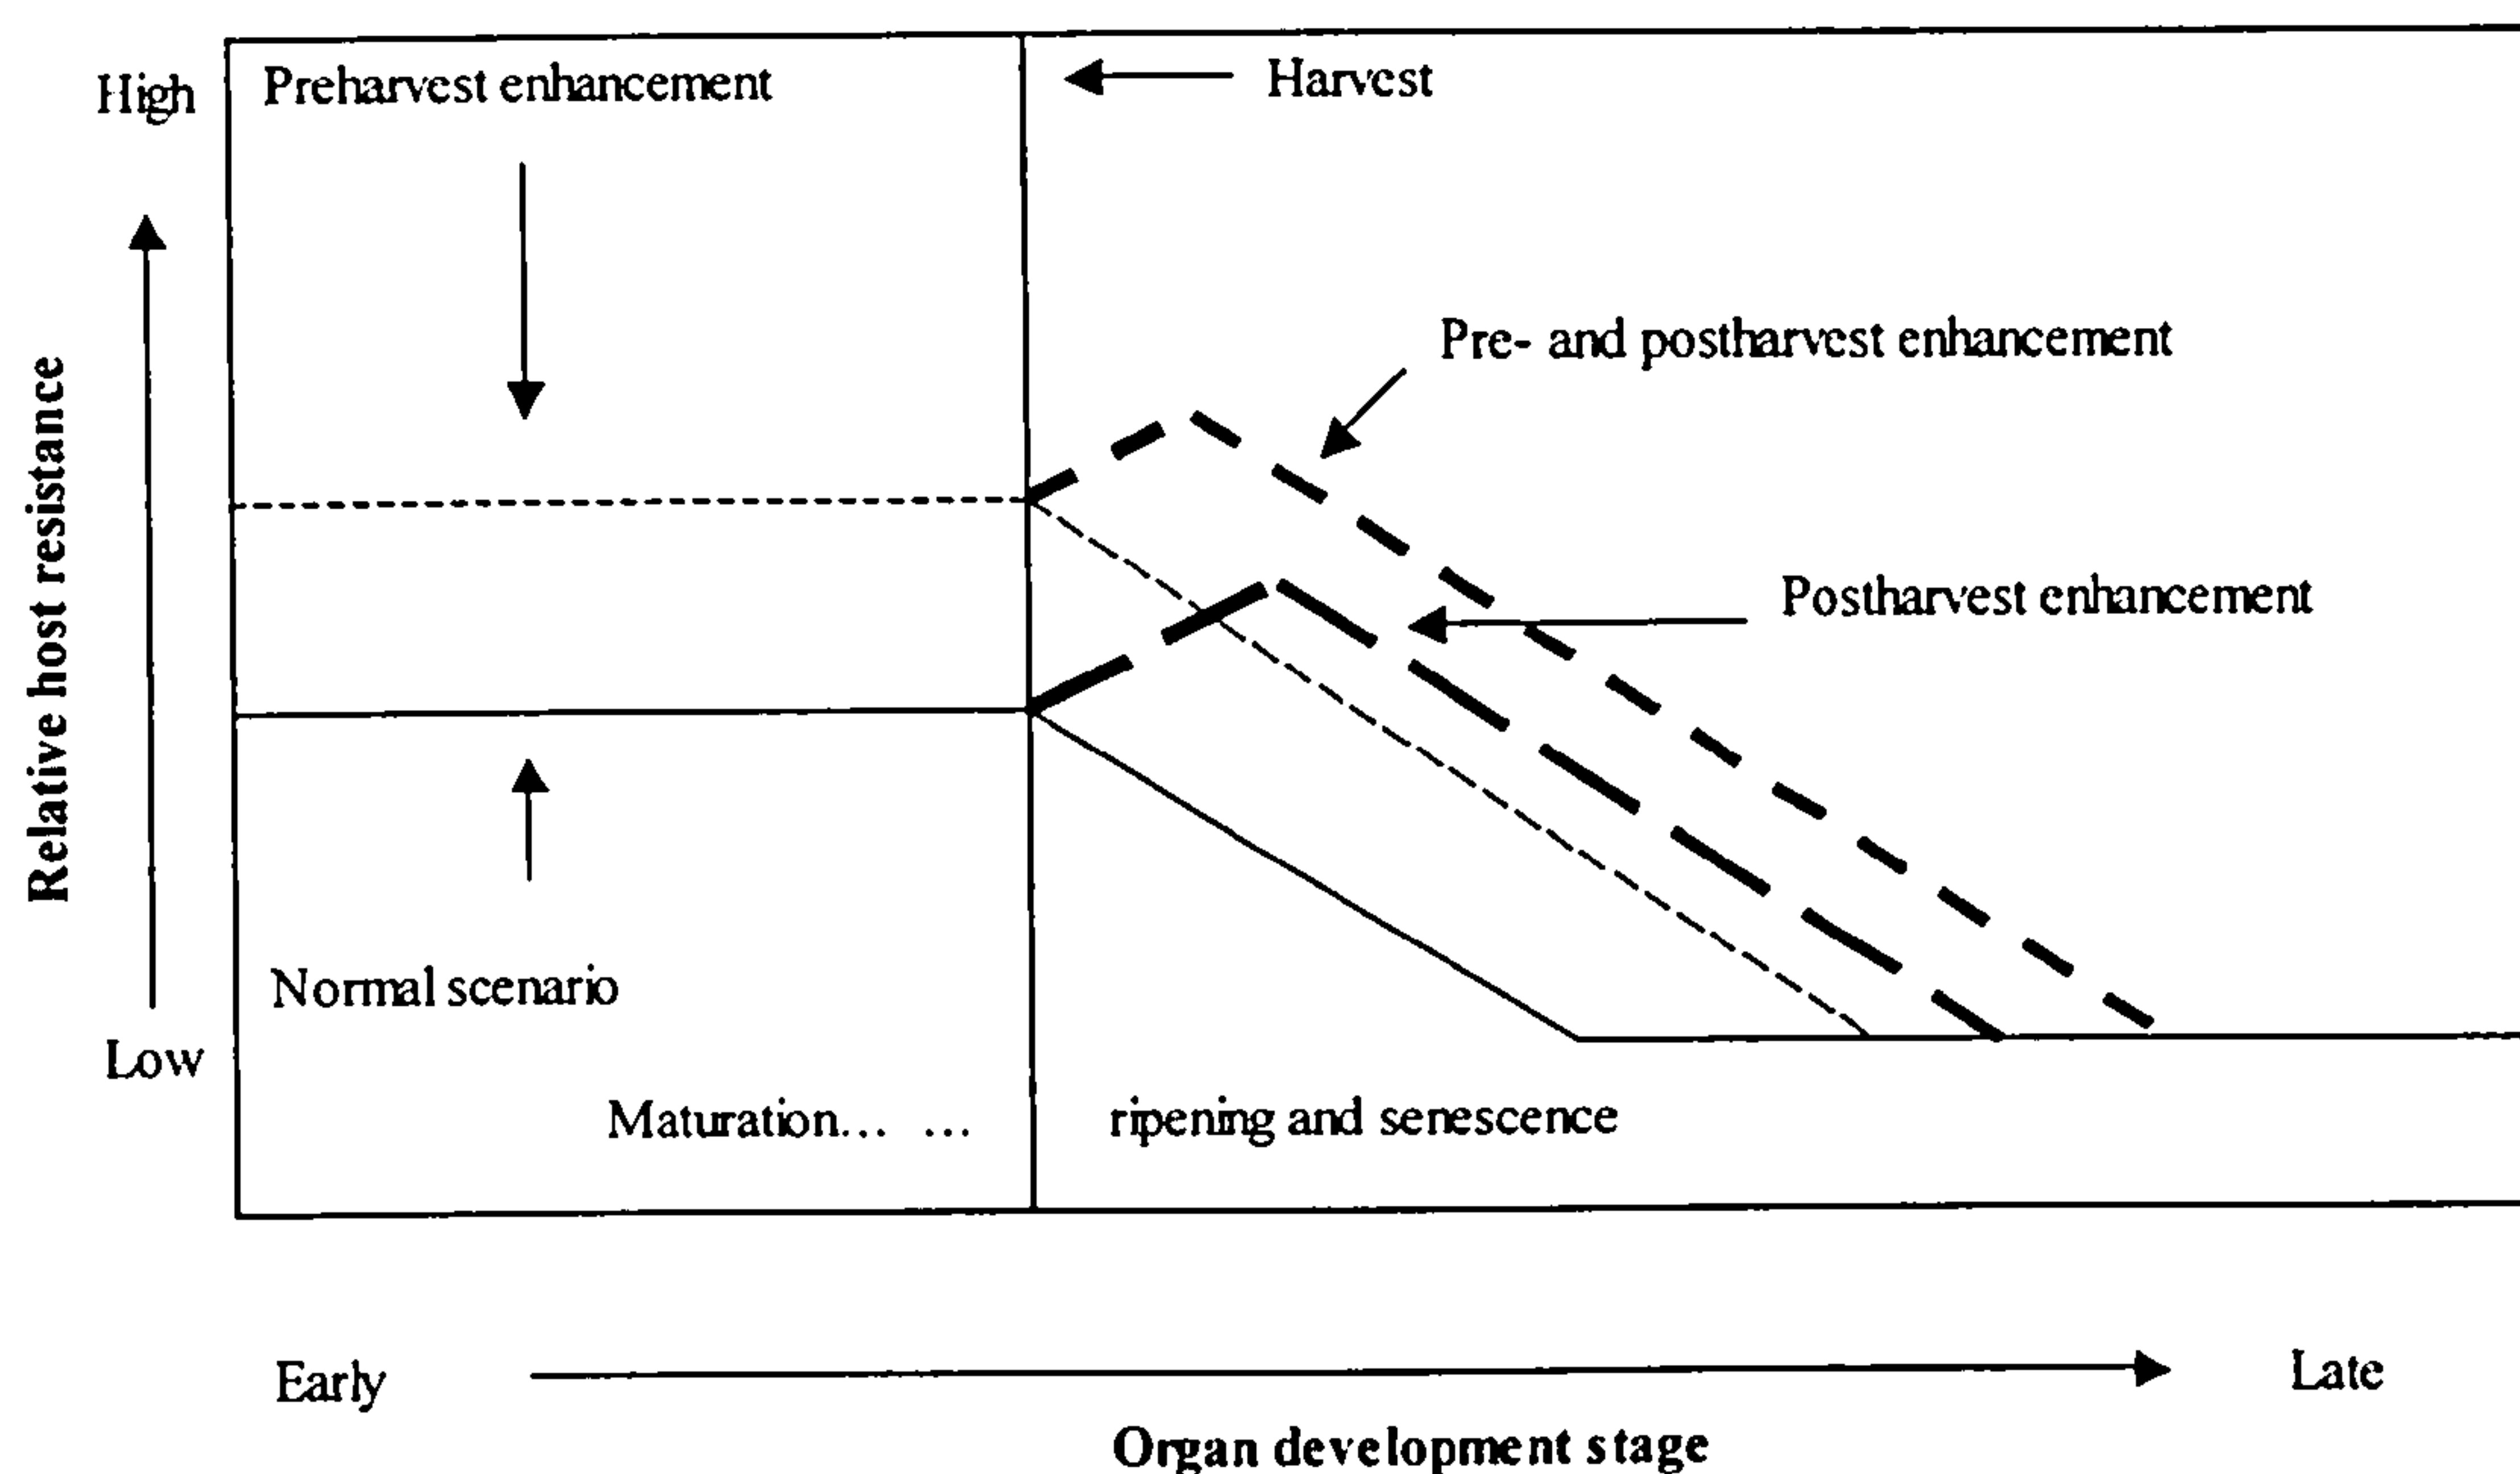 High
Preharvest enhancement
Harvest
Pre- and postharvest enhancement
Postharvest enhancement
Relative host resistance
Normal scenario
Low
Maturation... ...
ripening and senescence
Early
Late
Organ development stage